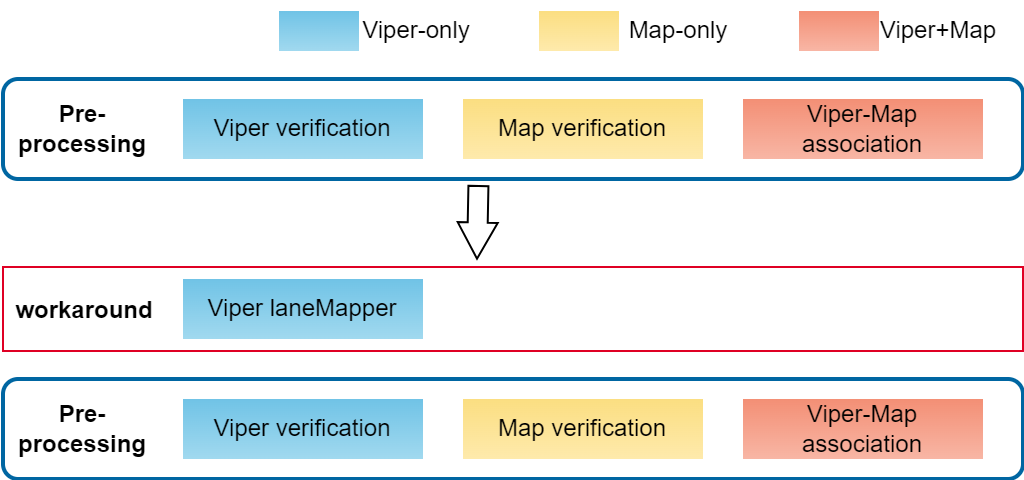 Viper-only
Map-only
Viper+Map
Pre-
processing
Viper verification
Map verification
Viper-Map
association
workaround
Viper laneMapper
Pre-
processing
Viper verification
Map verification
Viper-Map
association